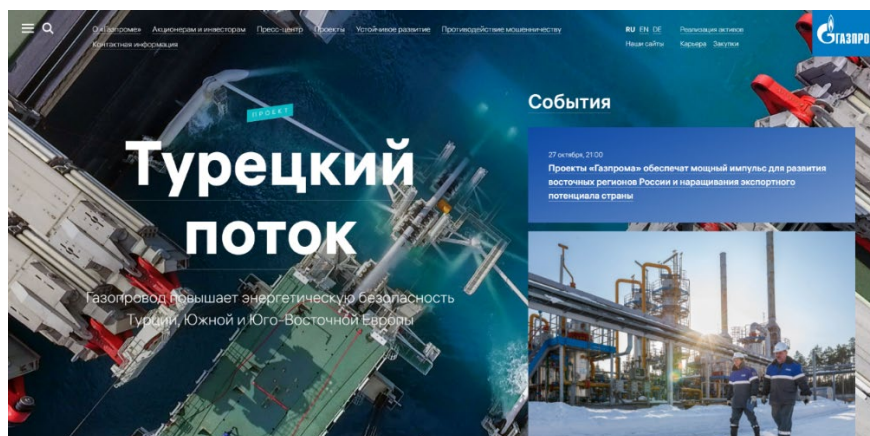 О «Газпроме» Акционерам и инвесторам Пресс-центр Проекты Устойчивое развитие Противодействие мошенничеству
Контактная информация
RU EN DE Реализация активов
Наши сайты Карьера Закупки
ГАЗПРО
ПРОЕКТ
Турецкий
поток
Газопровод повышает энергетическую безопасность
Турции, Южной и Юго-Восточной Европы
События
27 октября, 21:00
Проекты «Газпрома» обеспечат мощный импульс для развития
восточных регионов России и наращивания экспортного
потенциала страны